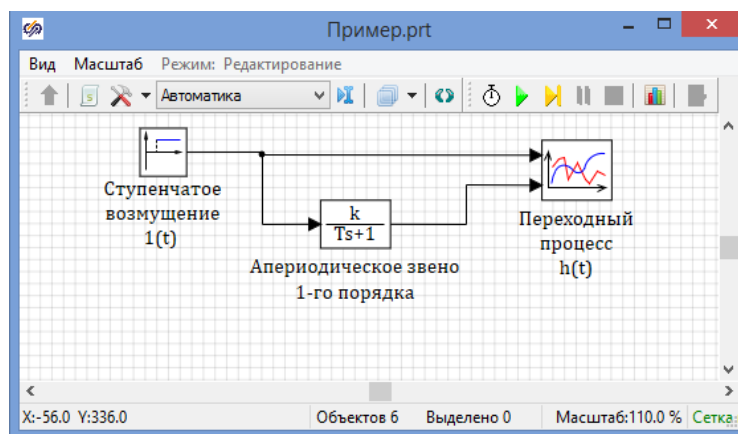 Пример.prt
Вид Масштаб Режим: Редактирование
Автоматика
Ступенчатое
возмущение
1(t)
k
Ts+1
Апериодическое звено
1-го порядка
Переходный
процесс
h(t)
X:-56.0 Y:336.0 Объектов 6 Выделено 0 Масштаб:110.0 % Сетка: